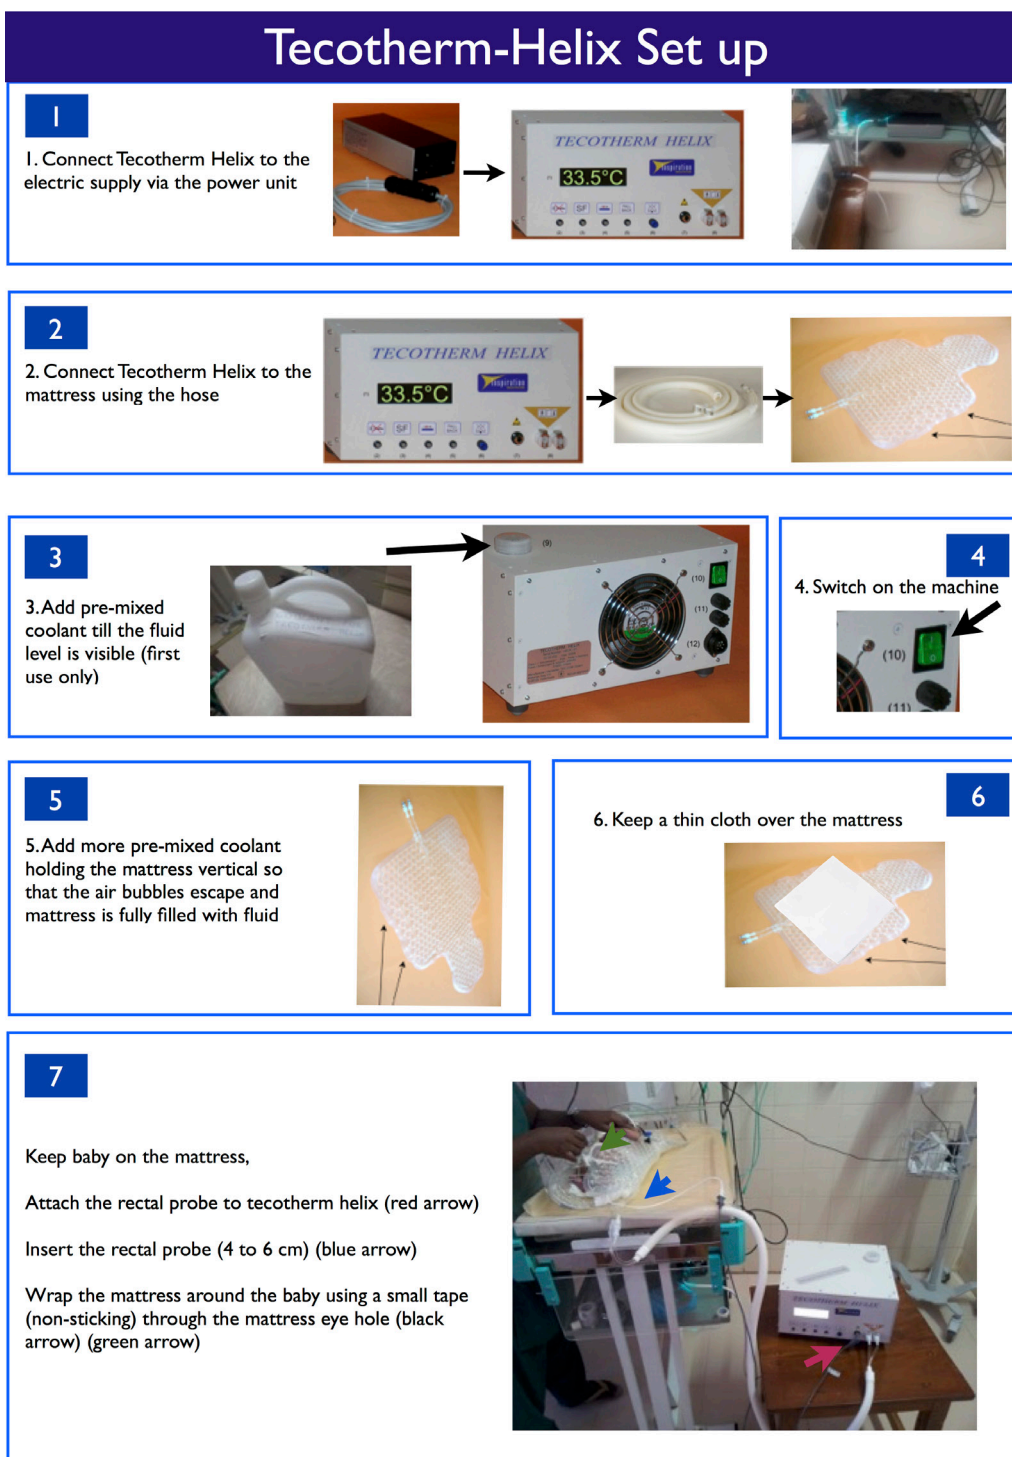 Tecotherm-Helix Set up
1
1. Connect Tecotherm Helix to the
electric supply via the power unit
TECOTHERM HELIX
33.5°C
inspiration
SF
2
2. Connect Tecotherm Helix to the
mattress using the hose
TECOTHERM HELIX
33.5°C
inspiration
SF
3
3.Add pre-mixed
coolant till the fluid
level is visible (first
use only)
(9)
(10)
(11)
(12)
4
4. Switch on the machine
(10)
(11)
5
5.Add more pre-mixed coolant
holding the mattress vertical so
that the air bubbles escape and
mattress is fully filled with fluid
6
6. Keep a thin cloth over the mattress
7
Keep baby on the mattress,
Attach the rectal probe to tecotherm helix (red arrow)
Insert the rectal probe (4 to 6 cm) (blue arrow)
Wrap the mattress around the baby using a small tape
(non-sticking) through the mattress eye hole (black
arrow) (green arrow)
TECOTHERM HELIX